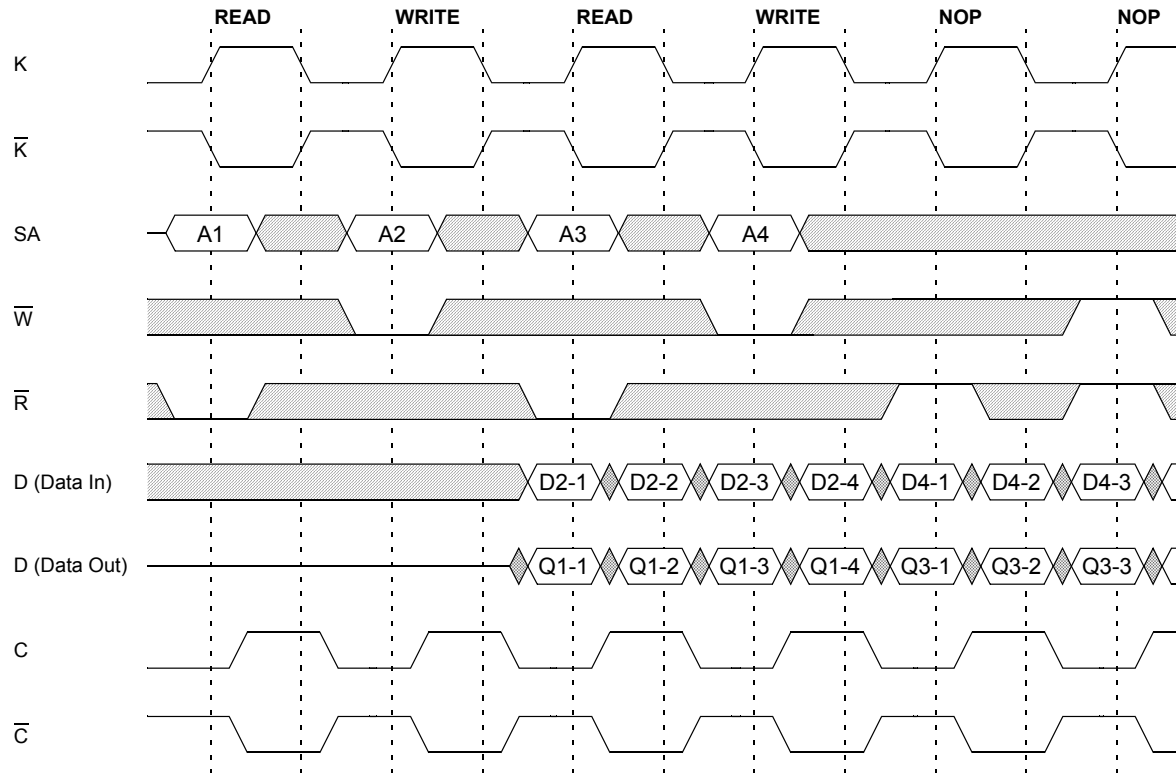 READ WRITE READ WRITE NOP NOP
K
K̅
SA A1 A2 A3 A4
W̅
R̅
D (Data In) D2-1 D2-2 D2-3 D2-4 D4-1 D4-2 D4-3
D (Data Out) Q1-1 Q1-2 Q1-3 Q1-4 Q3-1 Q3-2 Q3-3
C
C̅